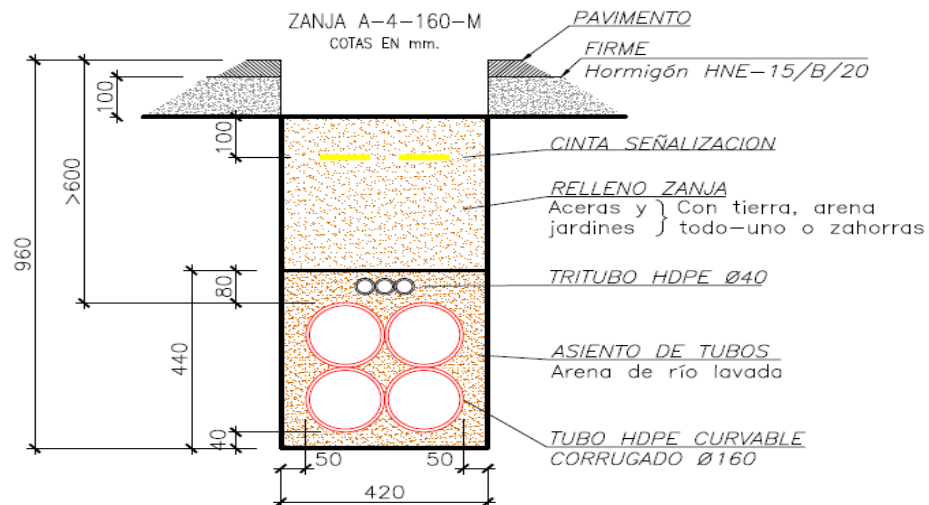 ZANJA A-4-160-M
COTAS EN mm.
PAVIMENTO
FIRME
Hormigón HNE-15/B/20
100
100
CINTA SEÑALIZACION
>600
RELLENO ZANJA
Aceras y } Con tierra, arena
jardines } todo-uno o zahorras
960
80
TRITUBO HDPE Ø40
440
ASIENTO DE TUBOS
Arena de río lavada
40
TUBO HDPE CURVABLE
CORRUGADO Ø160
50
50
420